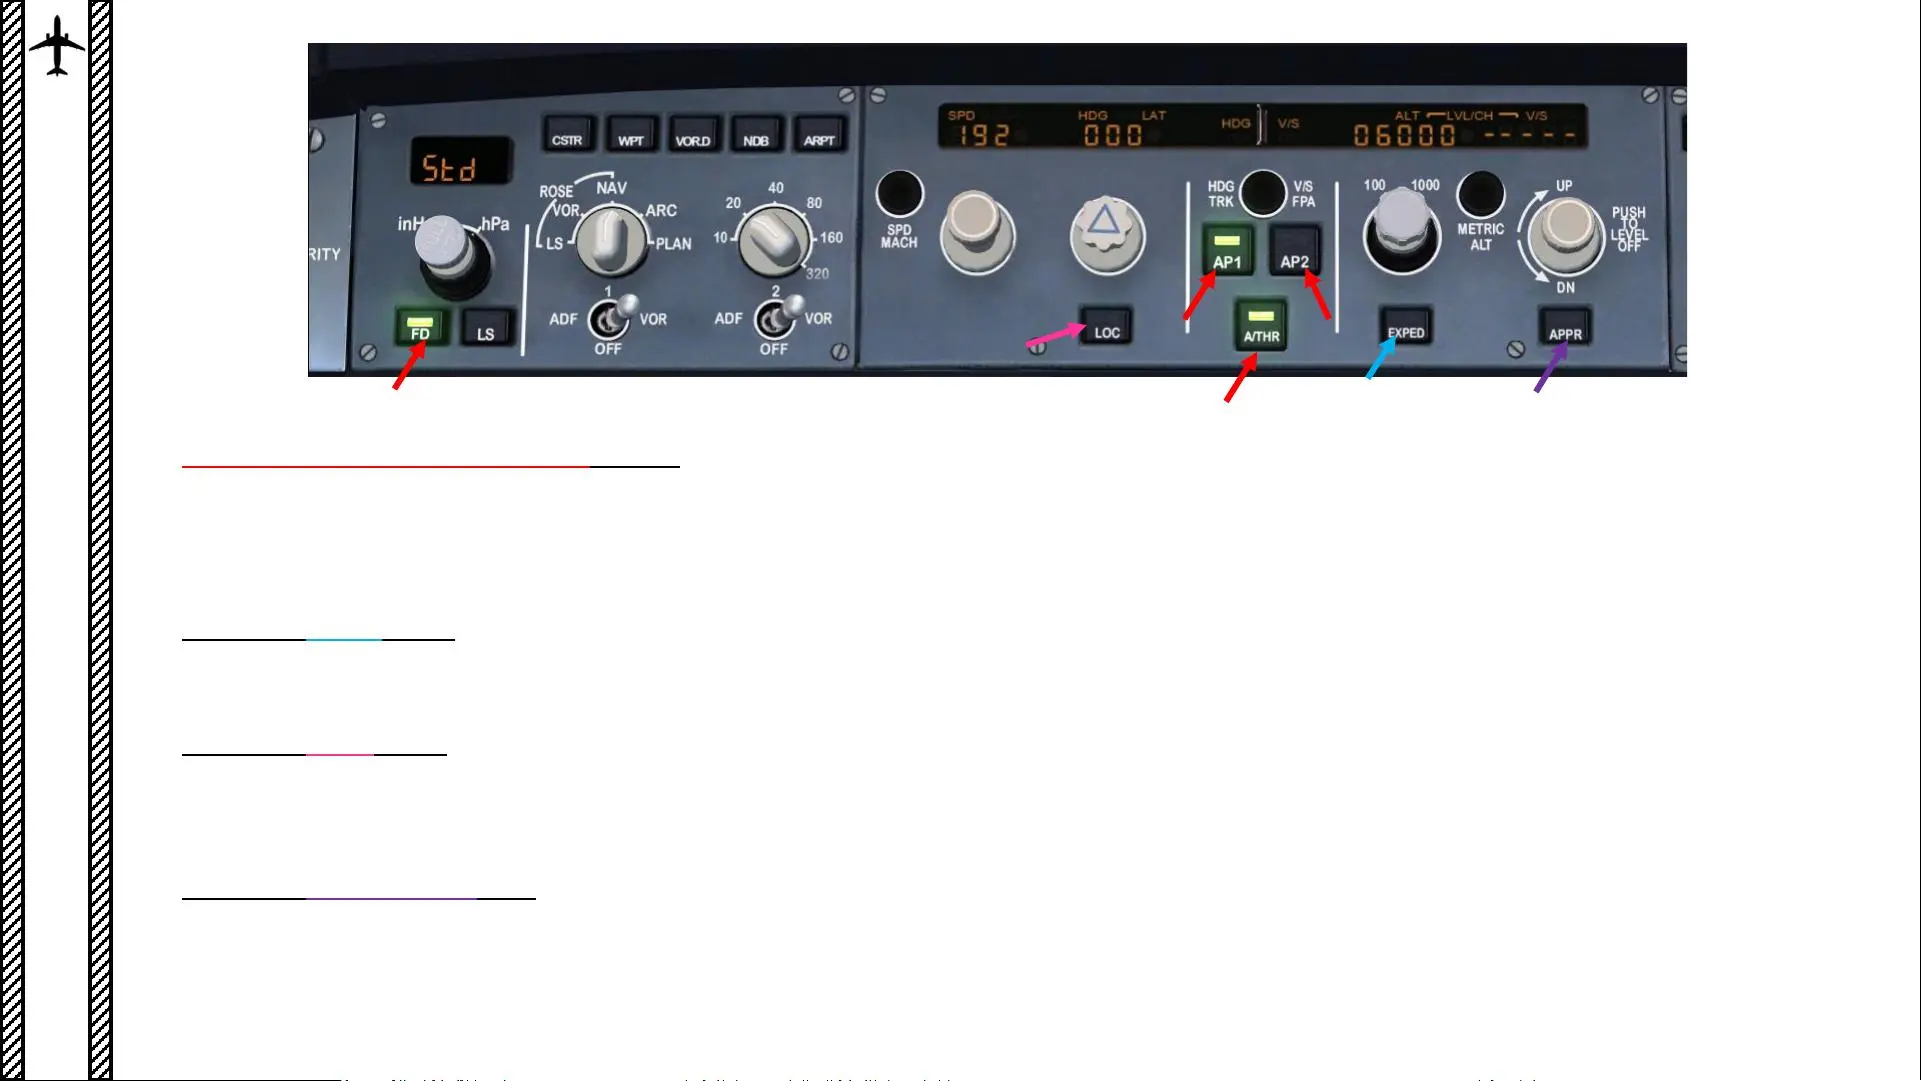 SPD HDG LAT HDG V/S ALT LVL/CH V/S
192 000 06000 -----
CSTR WPT VOR.D NDB ARPT
Std
ROSE NAV
VOR ARC
LS PLAN
10 20 40 80 160 320
hPa
RITY
SPD
MACH
HDG V/S
TRK FPA
100 1000
METRIC
ALT
UP
PUSH
TO
LEVEL
OFF
DN
AP1 AP2
1
ADF VOR
OFF
2
ADF VOR
OFF
FD LS
LOC
A/THR
EXPED
APPR